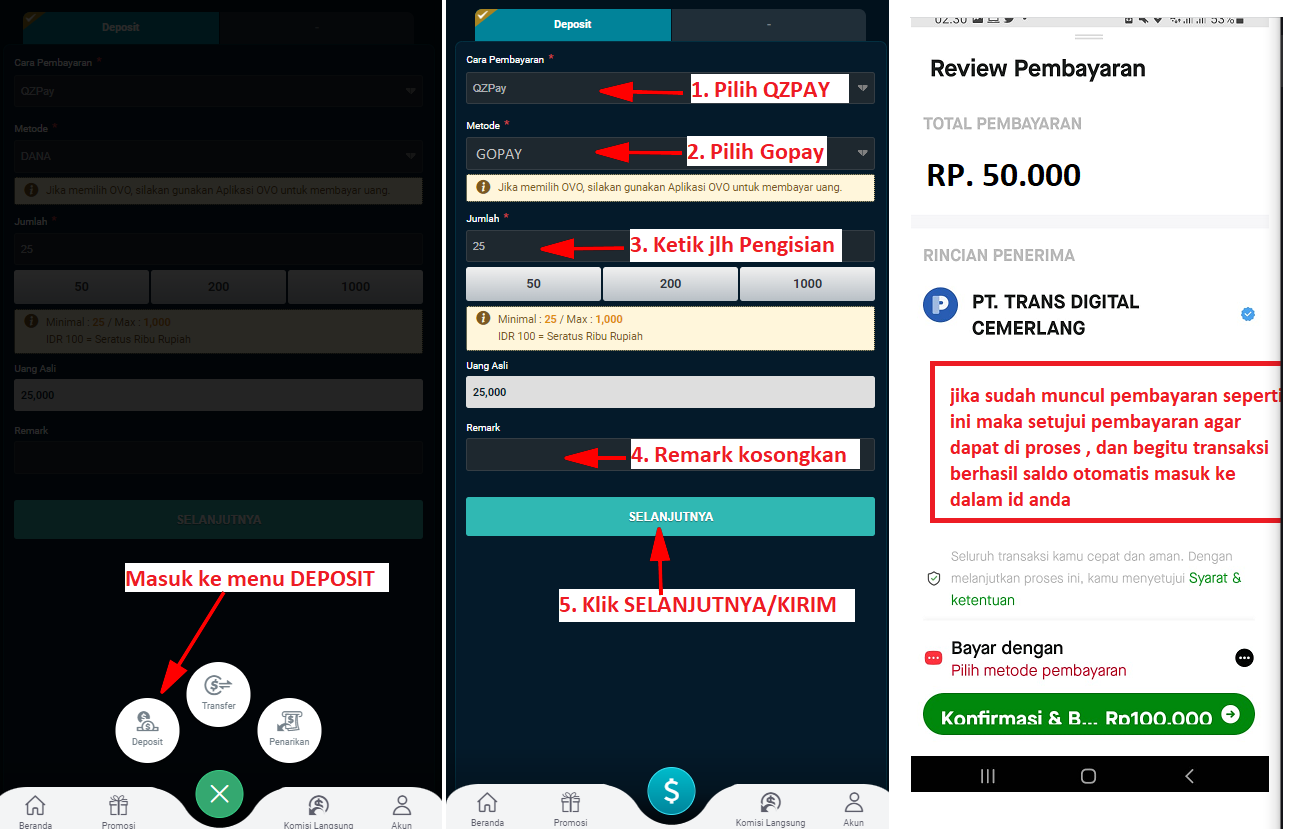 Deposit
-
Cara Pembayaran *
QZPay
Metode *
DANA
Jika memilih OVO, silakan gunakan Aplikasi OVO untuk membayar uang.
Jumlah *
25
50
200
1000
Minimal : 25 / Max : 1,000
IDR 100 = Seratus Ribu Rupiah
Uang Asli
25,000
Remark
SELANJUTNYA
Masuk ke menu DEPOSIT
Transfer
Deposit
Penarikan
Beranda
Promosi
Komisi Langsung
Akun
Deposit
-
Cara Pembayaran *
QZPay
1. Pilih QZPAY
Metode *
GOPAY
2. Pilih Gopay
Jika memilih OVO, silakan gunakan Aplikasi OVO untuk membayar uang.
Jumlah *
25
3. Ketik jlh Pengisian
50
200
1000
Minimal : 25 / Max : 1,000
IDR 100 = Seratus Ribu Rupiah
Uang Asli
25,000
Remark
4. Remark kosongkan
SELANJUTNYA
5. Klik SELANJUTNYA/KIRIM
$
Beranda
Promosi
Komisi Langsung
Akun
02.30
53%
Review Pembayaran
TOTAL PEMBAYARAN
RP. 50.000
RINCIAN PENERIMA
P
PT. TRANS DIGITAL
CEMERLANG
jika sudah muncul pembayaran seperti
ini maka setujui pembayaran agar
dapat di proses , dan begitu transaksi
berhasil saldo otomatis masuk ke
dalam id anda
Seluruh transaksi kamu cepat dan aman. Dengan
melanjutkan proses ini, kamu menyetujui Syarat &
ketentuan
Bayar dengan
Pilih metode pembayaran
Konfirmasi & B... Rp100.000